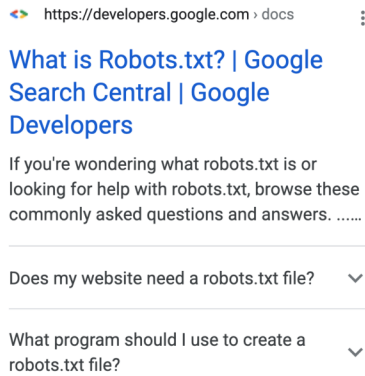 https://developers.google.com › docs
What is Robots.txt? | Google
Search Central | Google
Developers
If you're wondering what robots.txt is or
looking for help with robots.txt, browse these
commonly asked questions and answers. ...…
Does my website need a robots.txt file?
What program should I use to create a
robots.txt file?